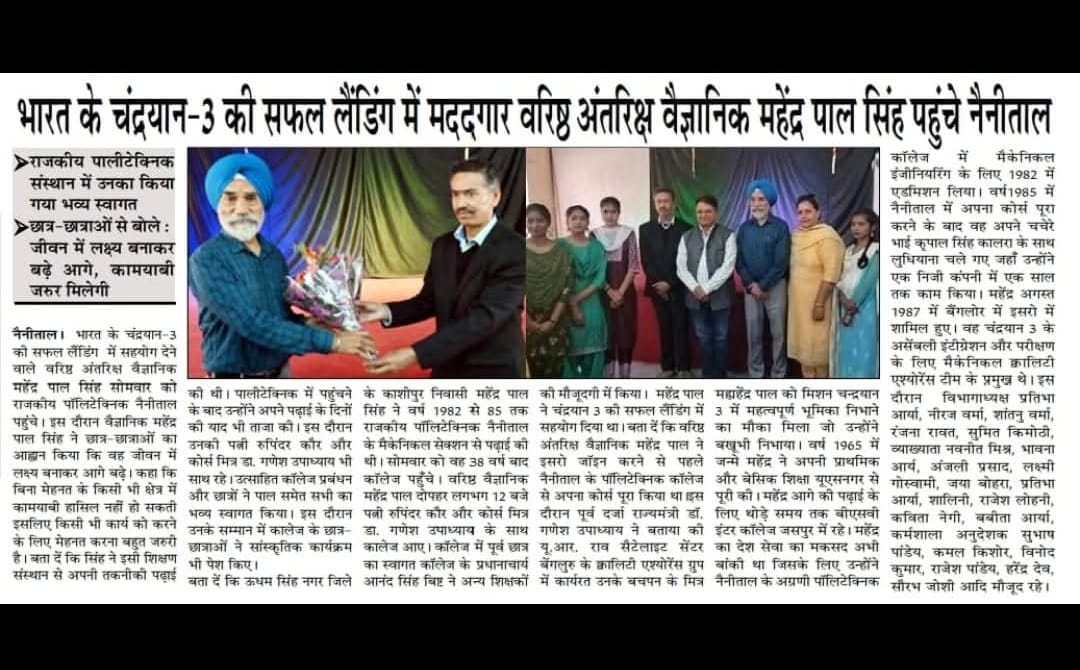 भारत के चंद्रयान-3 की सफल लैंडिंग में मददगार वरिष्ठ अंतरिक्ष वैज्ञानिक महेंद्र पाल सिंह पहुंचे नैनीताल
➤राजकीय पालीटेक्निक
संस्थान में उनका किया
गया भव्य स्वागत
➤छात्र-छात्राओं से बोले :
जीवन में लक्ष्य बनाकर
बढ़े आगे, कामयाबी
जरुर मिलेगी
नैनीताल। भारत के चंद्रयान-3
की सफल लैंडिंग में सहयोग देने
वाले वरिष्ठ अंतरिक्ष वैज्ञानिक
महेंद्र पाल सिंह सोमवार को
राजकीय पॉलिटेक्निक नैनीताल
पहुंचे। इस दौरान वैज्ञानिक महेंद्र
पाल सिंह ने छात्र-छात्राओं का
आह्वान किया कि वह जीवन में
लक्ष्य बनाकर आगे बढ़े। कहा कि
बिना मेहनत के किसी भी क्षेत्र में
कामयाबी हासिल नहीं हो सकती
इसलिए किसी भी कार्य को करने
के लिए मेहनत करना बहुत जरुरी
है। बता दें कि सिंह ने इसी शिक्षण
संस्थान से अपनी तकनीकी पढ़ाई
की थी। पालीटेक्निक में पहुंचने
के बाद उन्होंने अपने पढ़ाई के दिनों
की याद भी ताजा की। इस दौरान
उनकी पत्नी रुपिंदर कौर और
कोर्स मित्र डा. गणेश उपाध्याय भी
साथ रहे। उत्साहित कॉलेज प्रबंधन
और छात्रों ने पाल समेत सभी का
भव्य स्वागत किया। इस दौरान
उनके सम्मान में कालेज के छात्र-
छात्राओं ने सांस्कृतिक कार्यक्रम
भी पेश किए।
बता दें कि ऊधम सिंह नगर जिले
के काशीपुर निवासी महेंद्र पाल
सिंह ने वर्ष 1982 से 85 तक
राजकीय पॉलिटेक्निक नैनीताल
के मैकेनिकल सेक्शन से पढ़ाई की
थी। सोमवार को वह 38 वर्ष बाद
कॉलेज पहुँचे। वरिष्ठ वैज्ञानिक
महेंद्र पाल दोपहर लगभग 12 बजे
पत्नी रुपिंदर कौर और कोर्स मित्र
डा. गणेश उपाध्याय के साथ
कालेज आए। कॉलेज में पूर्व छात्र
का स्वागत कॉलेज के प्रधानाचार्य
आनंद सिंह बिष्ट ने अन्य शिक्षकों
की मौजूदगी में किया। महेंद्र पाल
ने चंद्रयान 3 की सफल लैंडिंग में
सहयोग दिया था। बता दें कि वरिष्ठ
अंतरिक्ष वैज्ञानिक महेंद्र पाल ने
इसरो जॉइन करने से पहले
नैनीताल के पॉलिटेक्निक कॉलेज
से अपना कोर्स पूरा किया था।इस
दौरान पूर्व दर्जा राज्यमंत्री डॉ.
गणेश उपाध्याय ने बताया की
यू.आर. राव सैटेलाइट सेंटर
बेंगलुरु के क़्वालिटी एश्योरेंस ग्रुप
में कार्यरत उनके बचपन के मित्र
महाहेंद्र पाल को मिशन चन्द्रयान
3 में महत्वपूर्ण भूमिका निभाने
का मौका मिला जो उन्होंने
बखूभी निभाया। वर्ष 1965 में
जन्मे महेंद्र ने अपनी प्राथमिक
और बेसिक शिक्षा यूएसनगर से
पूरी की। महेंद्र आगे की पढ़ाई के
लिए थोड़े समय तक बीएसवी
इंटर कॉलेज जसपुर में रहे। महेंद्र
का देश सेवा का मकसद अभी
बांकी था जिसके लिए उन्होंने
नैनीताल के अग्रणी पॉलिटेक्निक
कॉलेज में मैकेनिकल
इंजीनियरिंग के लिए 1982 में
एडमिशन लिया। वर्ष1985 में
नैनीताल में अपना कोर्स पूरा
करने के बाद वह अपने चचेरे
भाई कृपाल सिंह कालरा के साथ
लुधियाना चले गए जहाँ उन्होंने
एक निजी कंपनी में एक साल
तक काम किया। महेंद्र अगस्त
1987 में बैंगलोर में इसरो में
शामिल हुए। वह चंद्रयान 3 के
असेंबली इंटीग्रेशन और परीक्षण
के लिए मैकेनिकल क़्वालिटी
एश्योरेंस टीम के प्रमुख थे। इस
दौरान विभागाध्यक्ष प्रतिभा
आर्या, नीरज वर्मा, शांतनु वर्मा,
रंजना रावत, सुमित किमोठी,
व्याख्याता नवनीत मिश्र, भावना
आर्य, अंजली प्रसाद, लक्ष्मी
गोस्वामी, जया बोहरा, प्रतिभा
आर्या, शालिनी, राजेश लोहनी,
कविता नेगी, बबीता आर्या,
कर्मशाला अनुदेशक सुभाष
पांडेय, कमल किशोर, विनोद
कुमार, राजेश पांडेय, हरेंद्र देव,
सौरभ जोशी आदि मौजूद रहे।